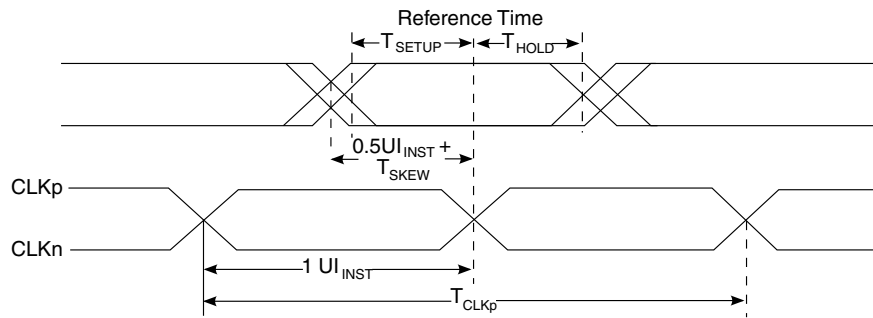 Reference Time
TSETUP THOLD
0.5UIINST +
TSKEW
CLKp
CLKn
1 UIINST
TCLKp